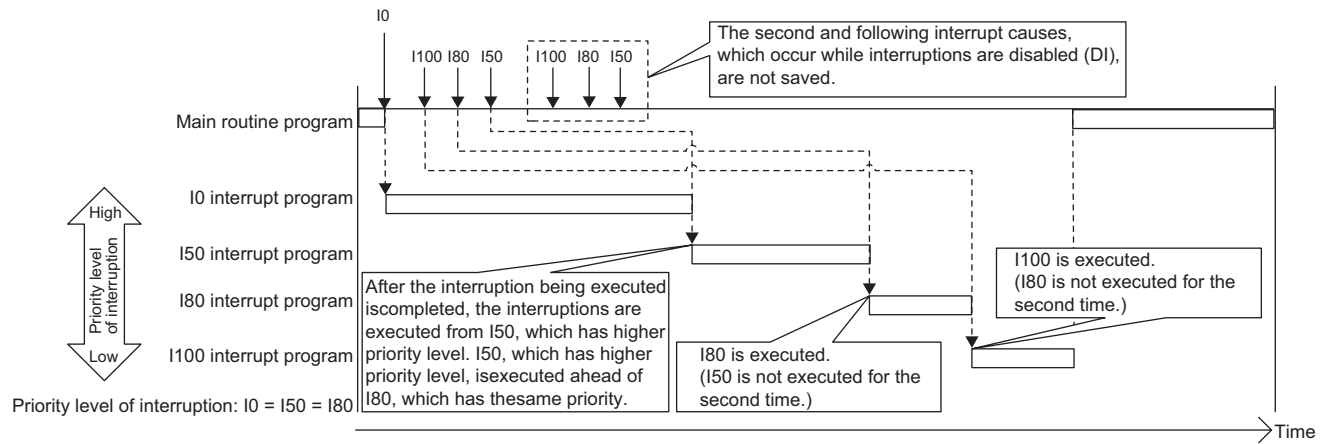 I0
I100 I80 I50
I100 I80 I50
The second and following interrupt causes,
which occur while interruptions are disabled (DI),
are not saved.
Main routine program
I0 interrupt program
I50 interrupt program
I80 interrupt program
I100 interrupt program
High
Priority level
of interruption
Low
After the interruption being executed
iscompleted, the interruptions are
executed from I50, which has higher
priority level. I50, which has higher
priority level, isexecuted ahead of
I80, which has thesame priority.
I80 is executed.
(I50 is not executed for the
second time.)
I100 is executed.
(I80 is not executed for the
second time.)
Priority level of interruption: I0 = I50 = I80
Time